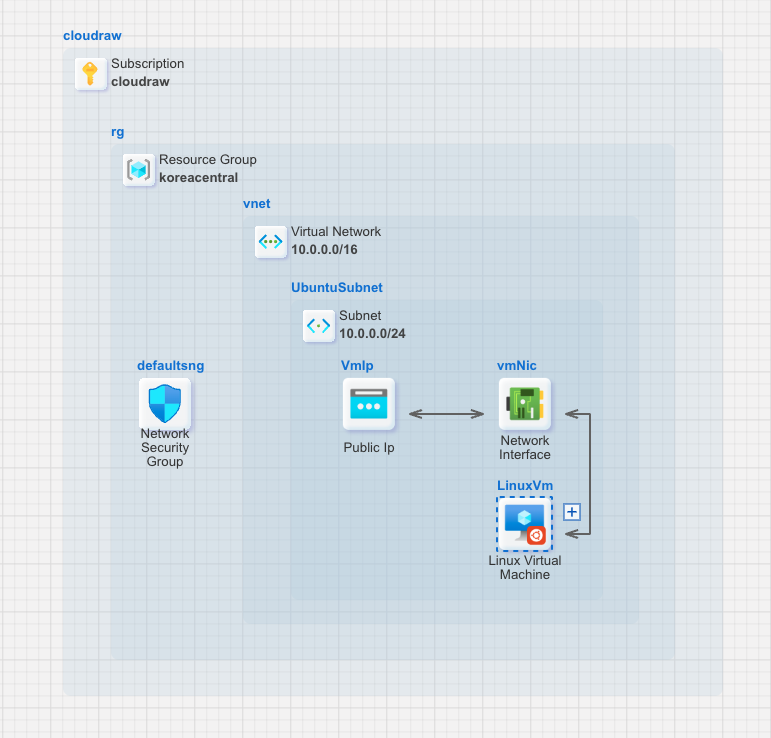 cloudraw
Subscription
cloudraw
rg
Resource Group
koreacentral
vnet
Virtual Network
10.0.0.0/16
UbuntuSubnet
Subnet
10.0.0.0/24
defaultsng
Network
Security
Group
VmIp
Public Ip
vmNic
Network
Interface
LinuxVm
Linux Virtual
Machine